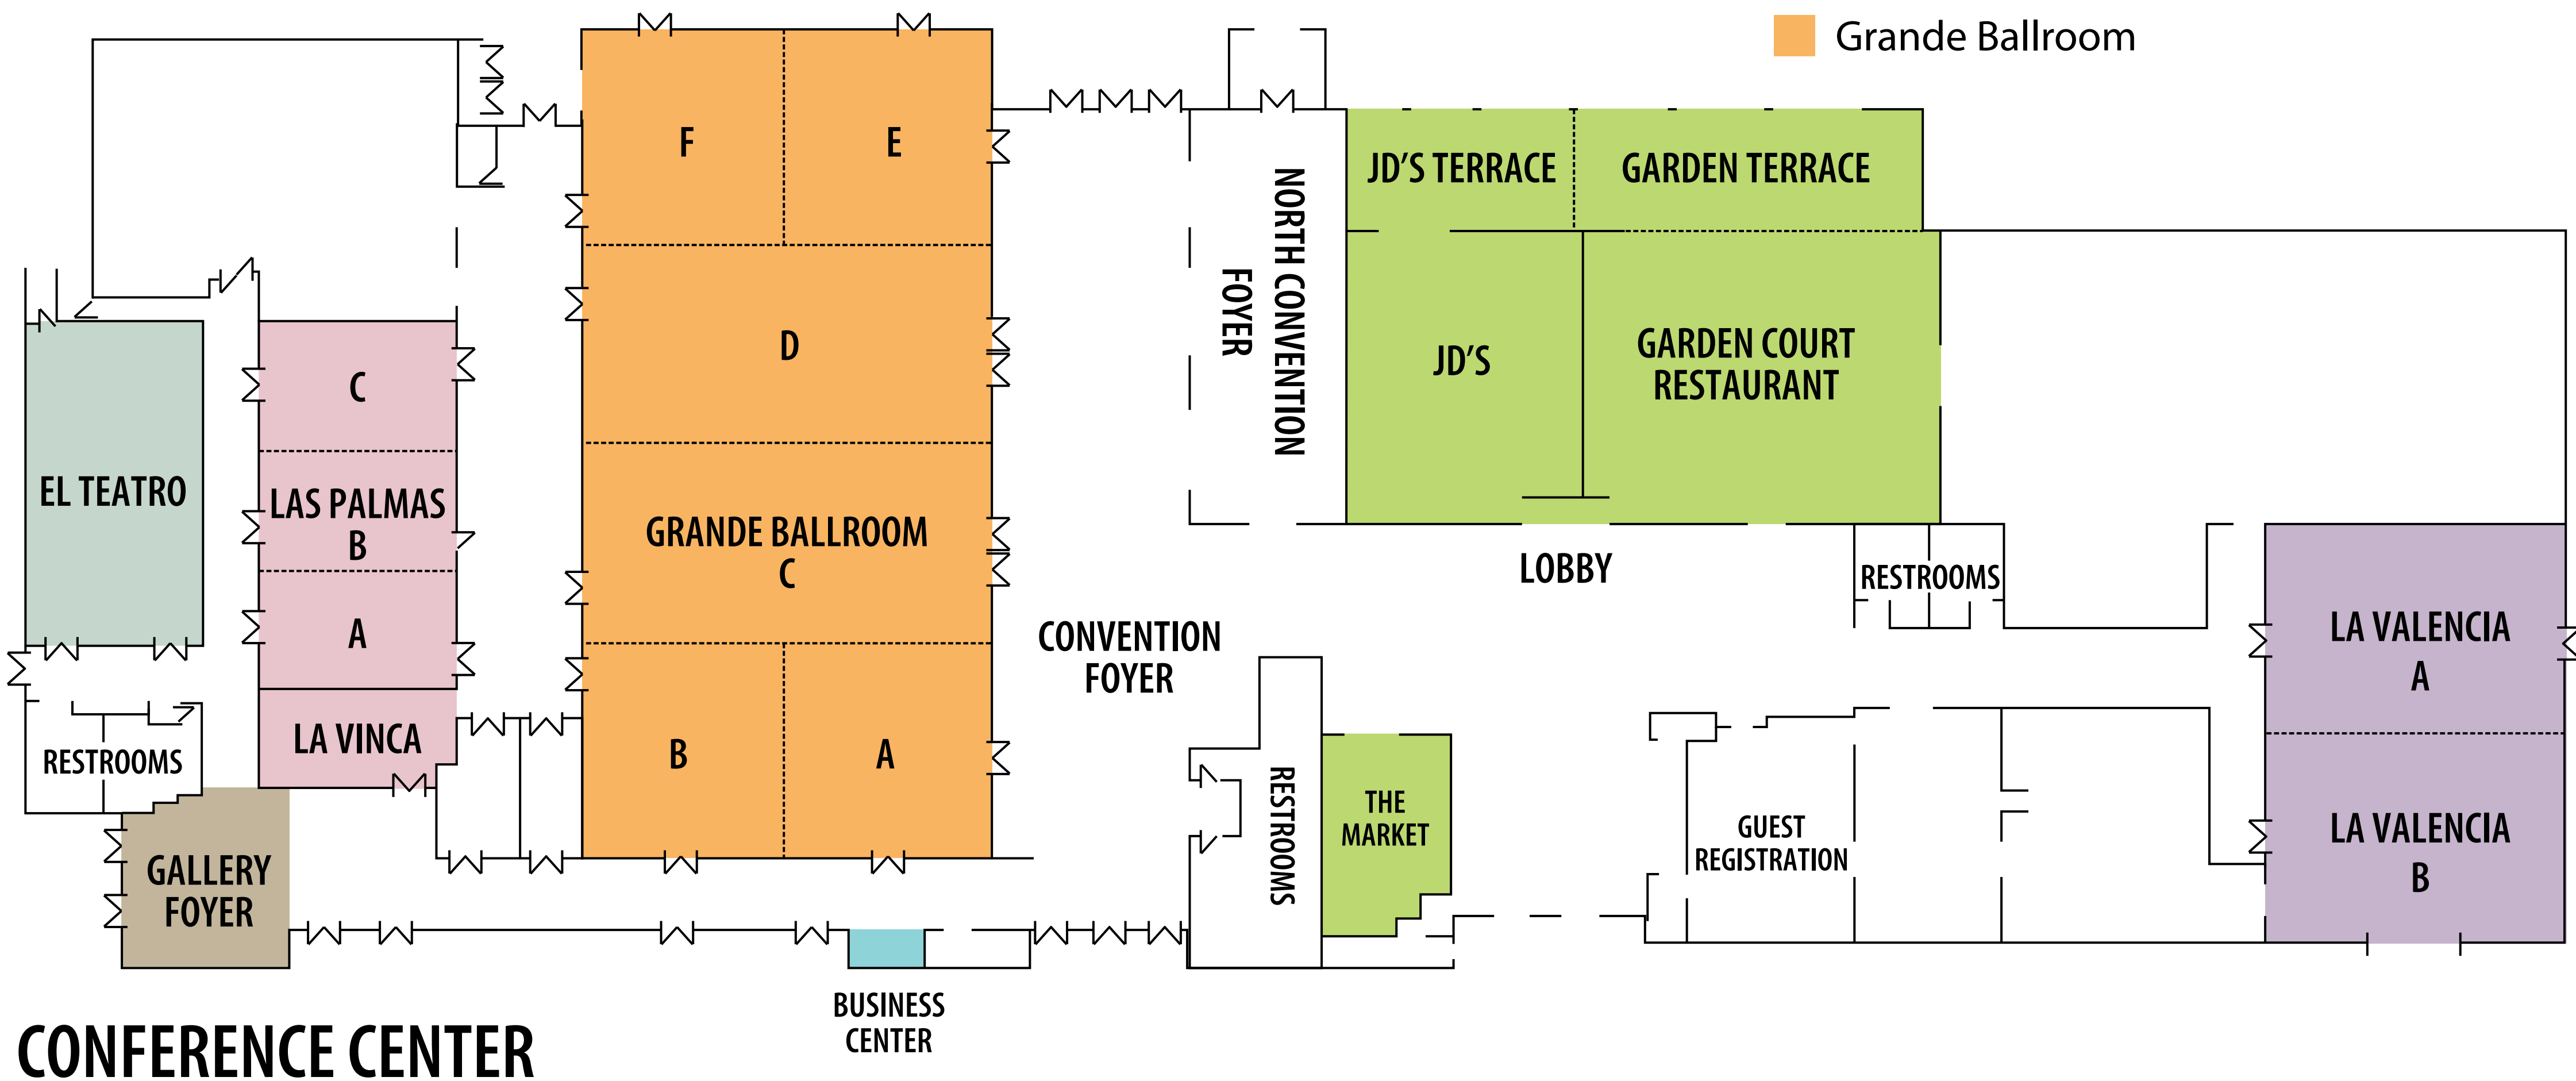 Grande Ballroom
F
E
JD'S TERRACE
GARDEN TERRACE
NORTH CONVENTION
FOYER
D
JD'S
GARDEN COURT
RESTAURANT
C
EL TEATRO
LAS PALMAS
B
GRANDE BALLROOM
C
LOBBY
RESTROOMS
A
CONVENTION
FOYER
LA VALENCIA
A
LA VINCA
RESTROOMS
B
A
RESTROOMS
THE
MARKET
GUEST
REGISTRATION
LA VALENCIA
B
GALLERY
FOYER
BUSINESS
CENTER
CONFERENCE CENTER